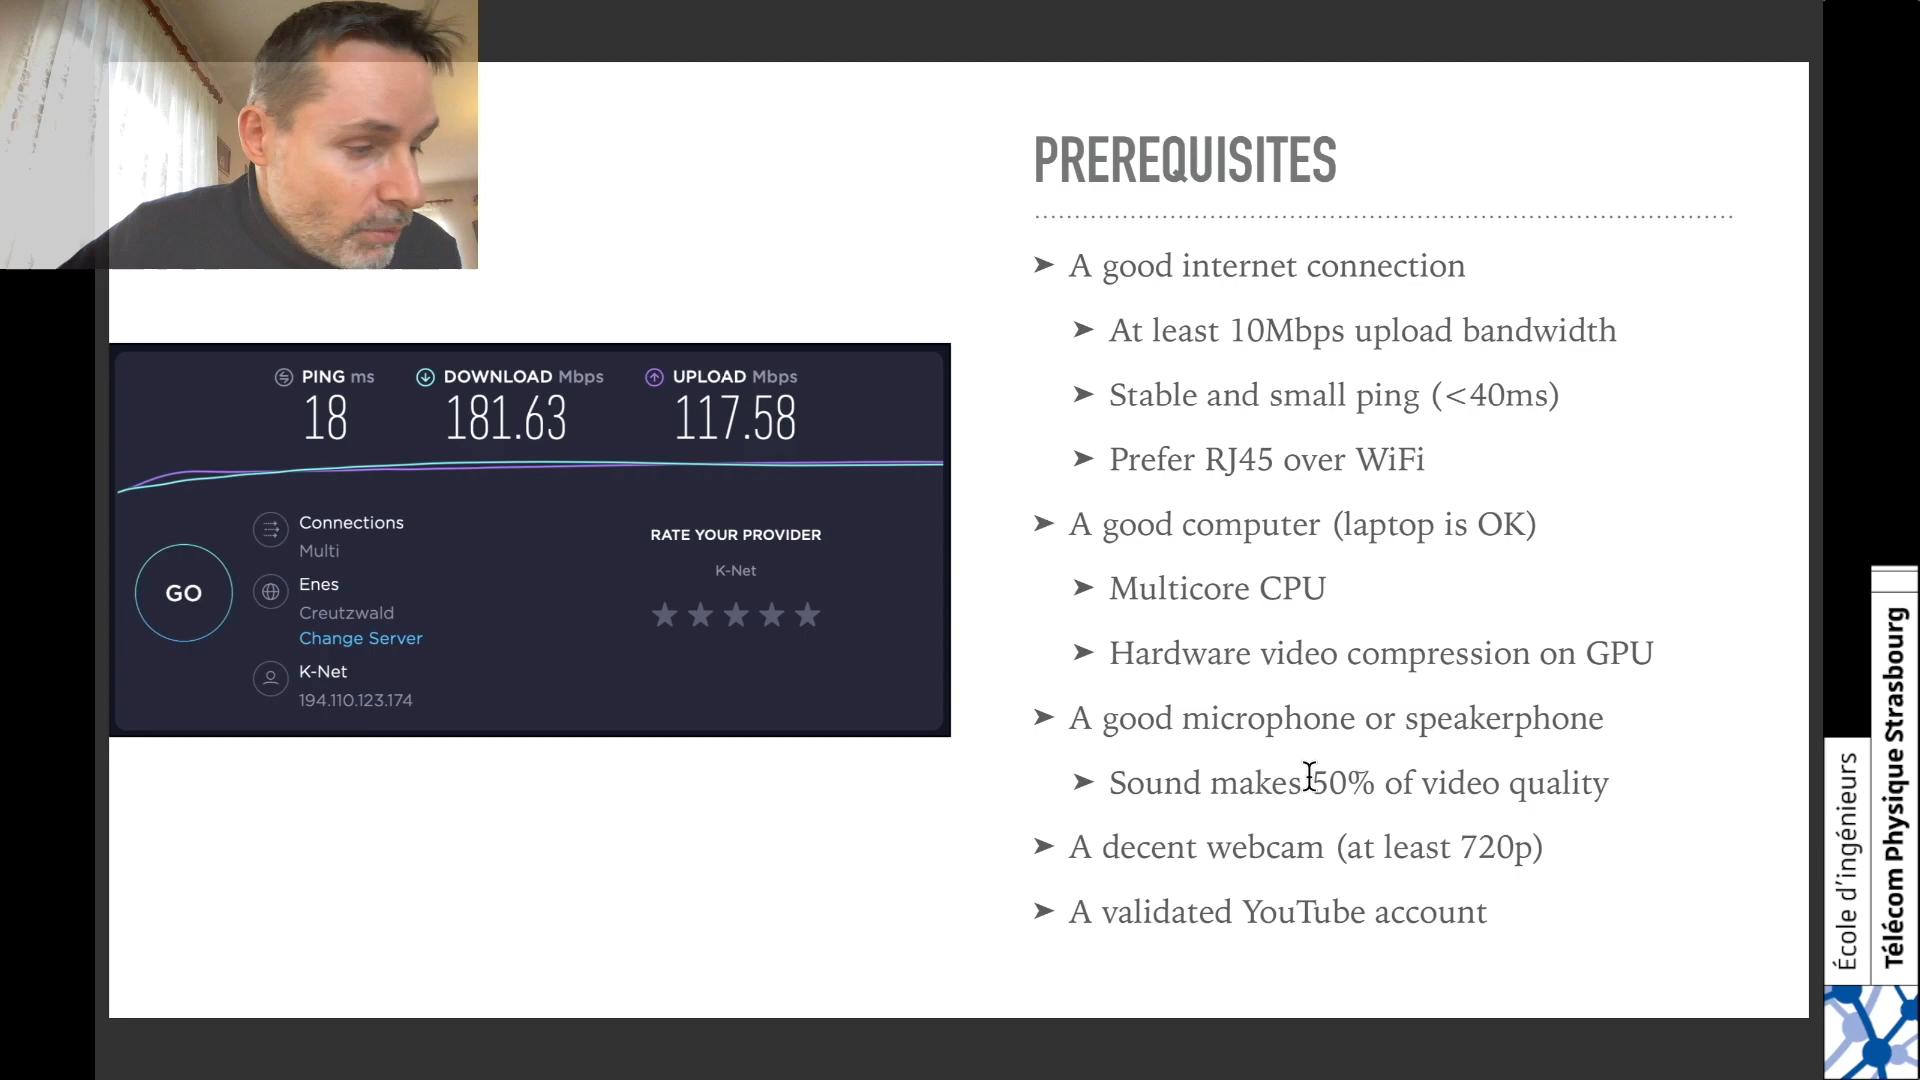 PREREQUISITES
➤ A good internet connection
➤ At least 10Mbps upload bandwidth
➤ Stable and small ping (<40ms)
➤ Prefer RJ45 over WiFi
➤ A good computer (laptop is OK)
➤ Multicore CPU
➤ Hardware video compression on GPU
➤ A good microphone or speakerphone
➤ Sound makes 50% of video quality
➤ A decent webcam (at least 720p)
➤ A validated YouTube account
PING ms DOWNLOAD Mbps UPLOAD Mbps
18 181.63 117.58
GO
Connections
Multi
Enes
Creutzwald
Change Server
K-Net
194.110.123.174
RATE YOUR PROVIDER
K-Net
École d'ingénieurs
Télécom Physique Strasbourg